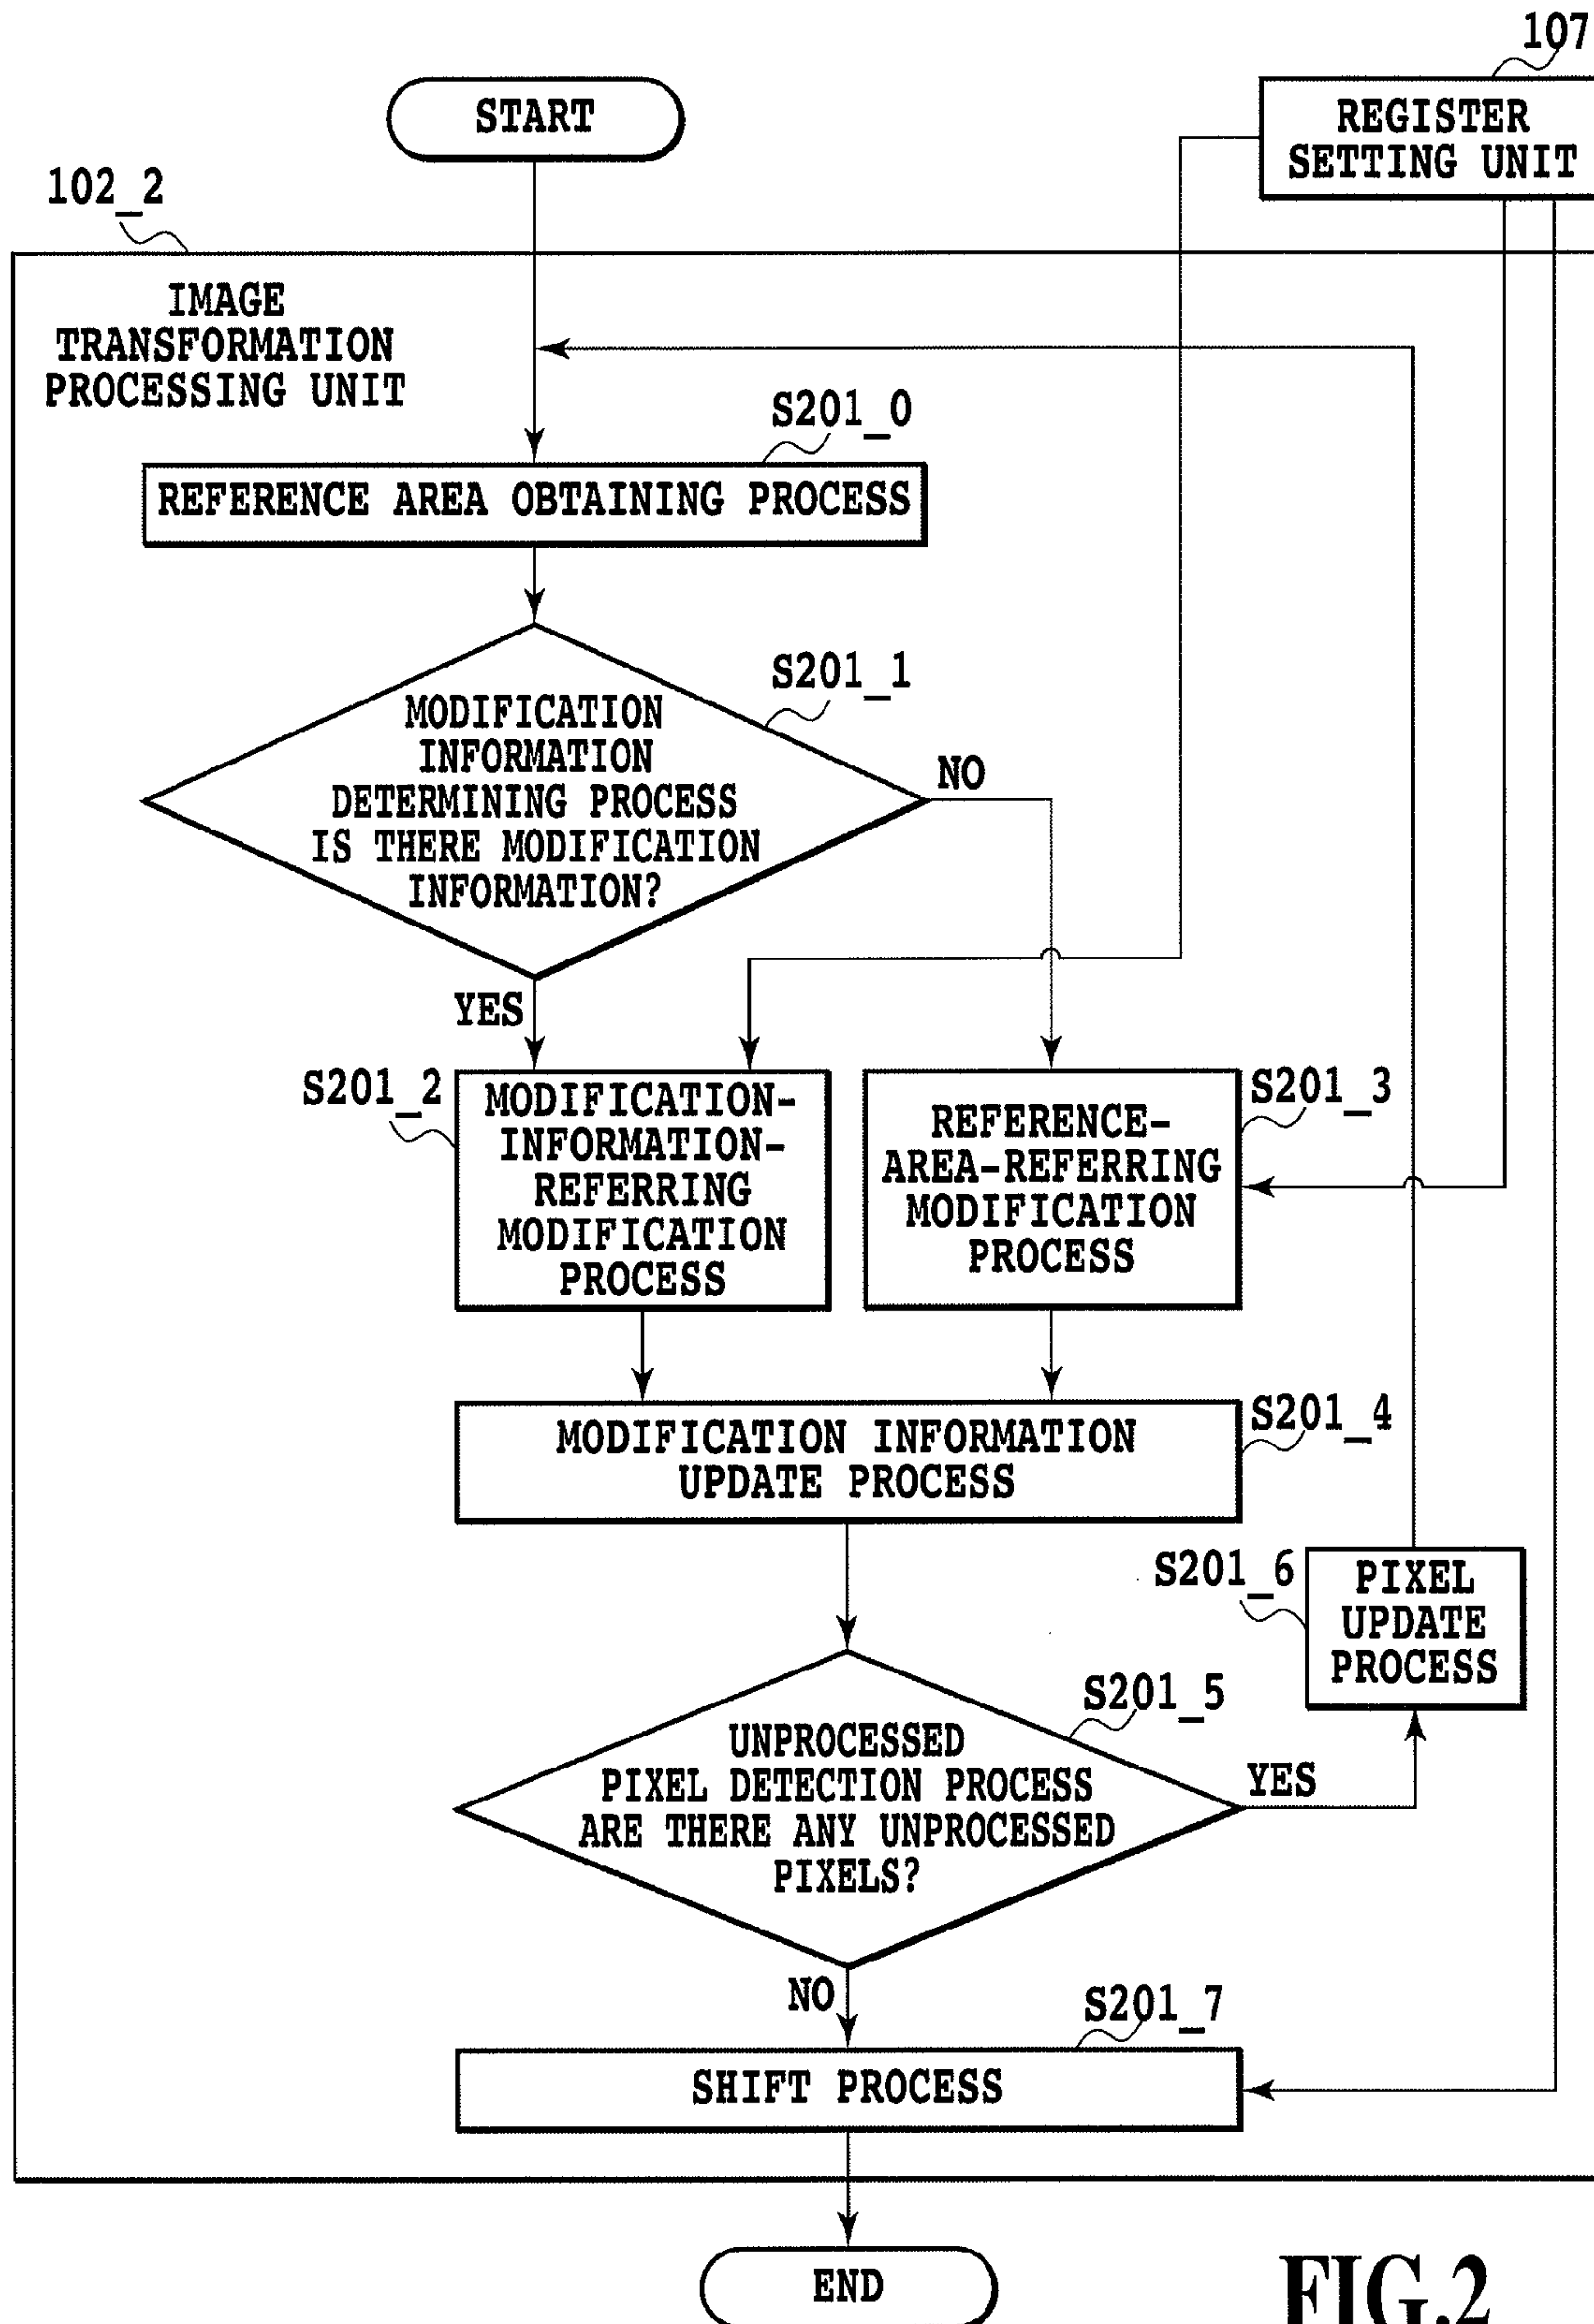 107
START
REGISTER
SETTING UNIT
102_2
IMAGE
TRANSFORMATION
PROCESSING UNIT
S201_0
REFERENCE AREA OBTAINING PROCESS
S201_1
MODIFICATION
INFORMATION
DETERMINING PROCESS
IS THERE MODIFICATION
INFORMATION?
NO
YES
S201_2
MODIFICATION-
INFORMATION-
REFERRING
MODIFICATION
PROCESS
S201_3
REFERENCE-
AREA-REFERRING
MODIFICATION
PROCESS
S201_4
MODIFICATION INFORMATION
UPDATE PROCESS
S201_6
PIXEL
UPDATE
PROCESS
S201_5
UNPROCESSED
PIXEL DETECTION PROCESS
ARE THERE ANY UNPROCESSED
PIXELS?
YES
NO
S201_7
SHIFT PROCESS
END
FIG.2